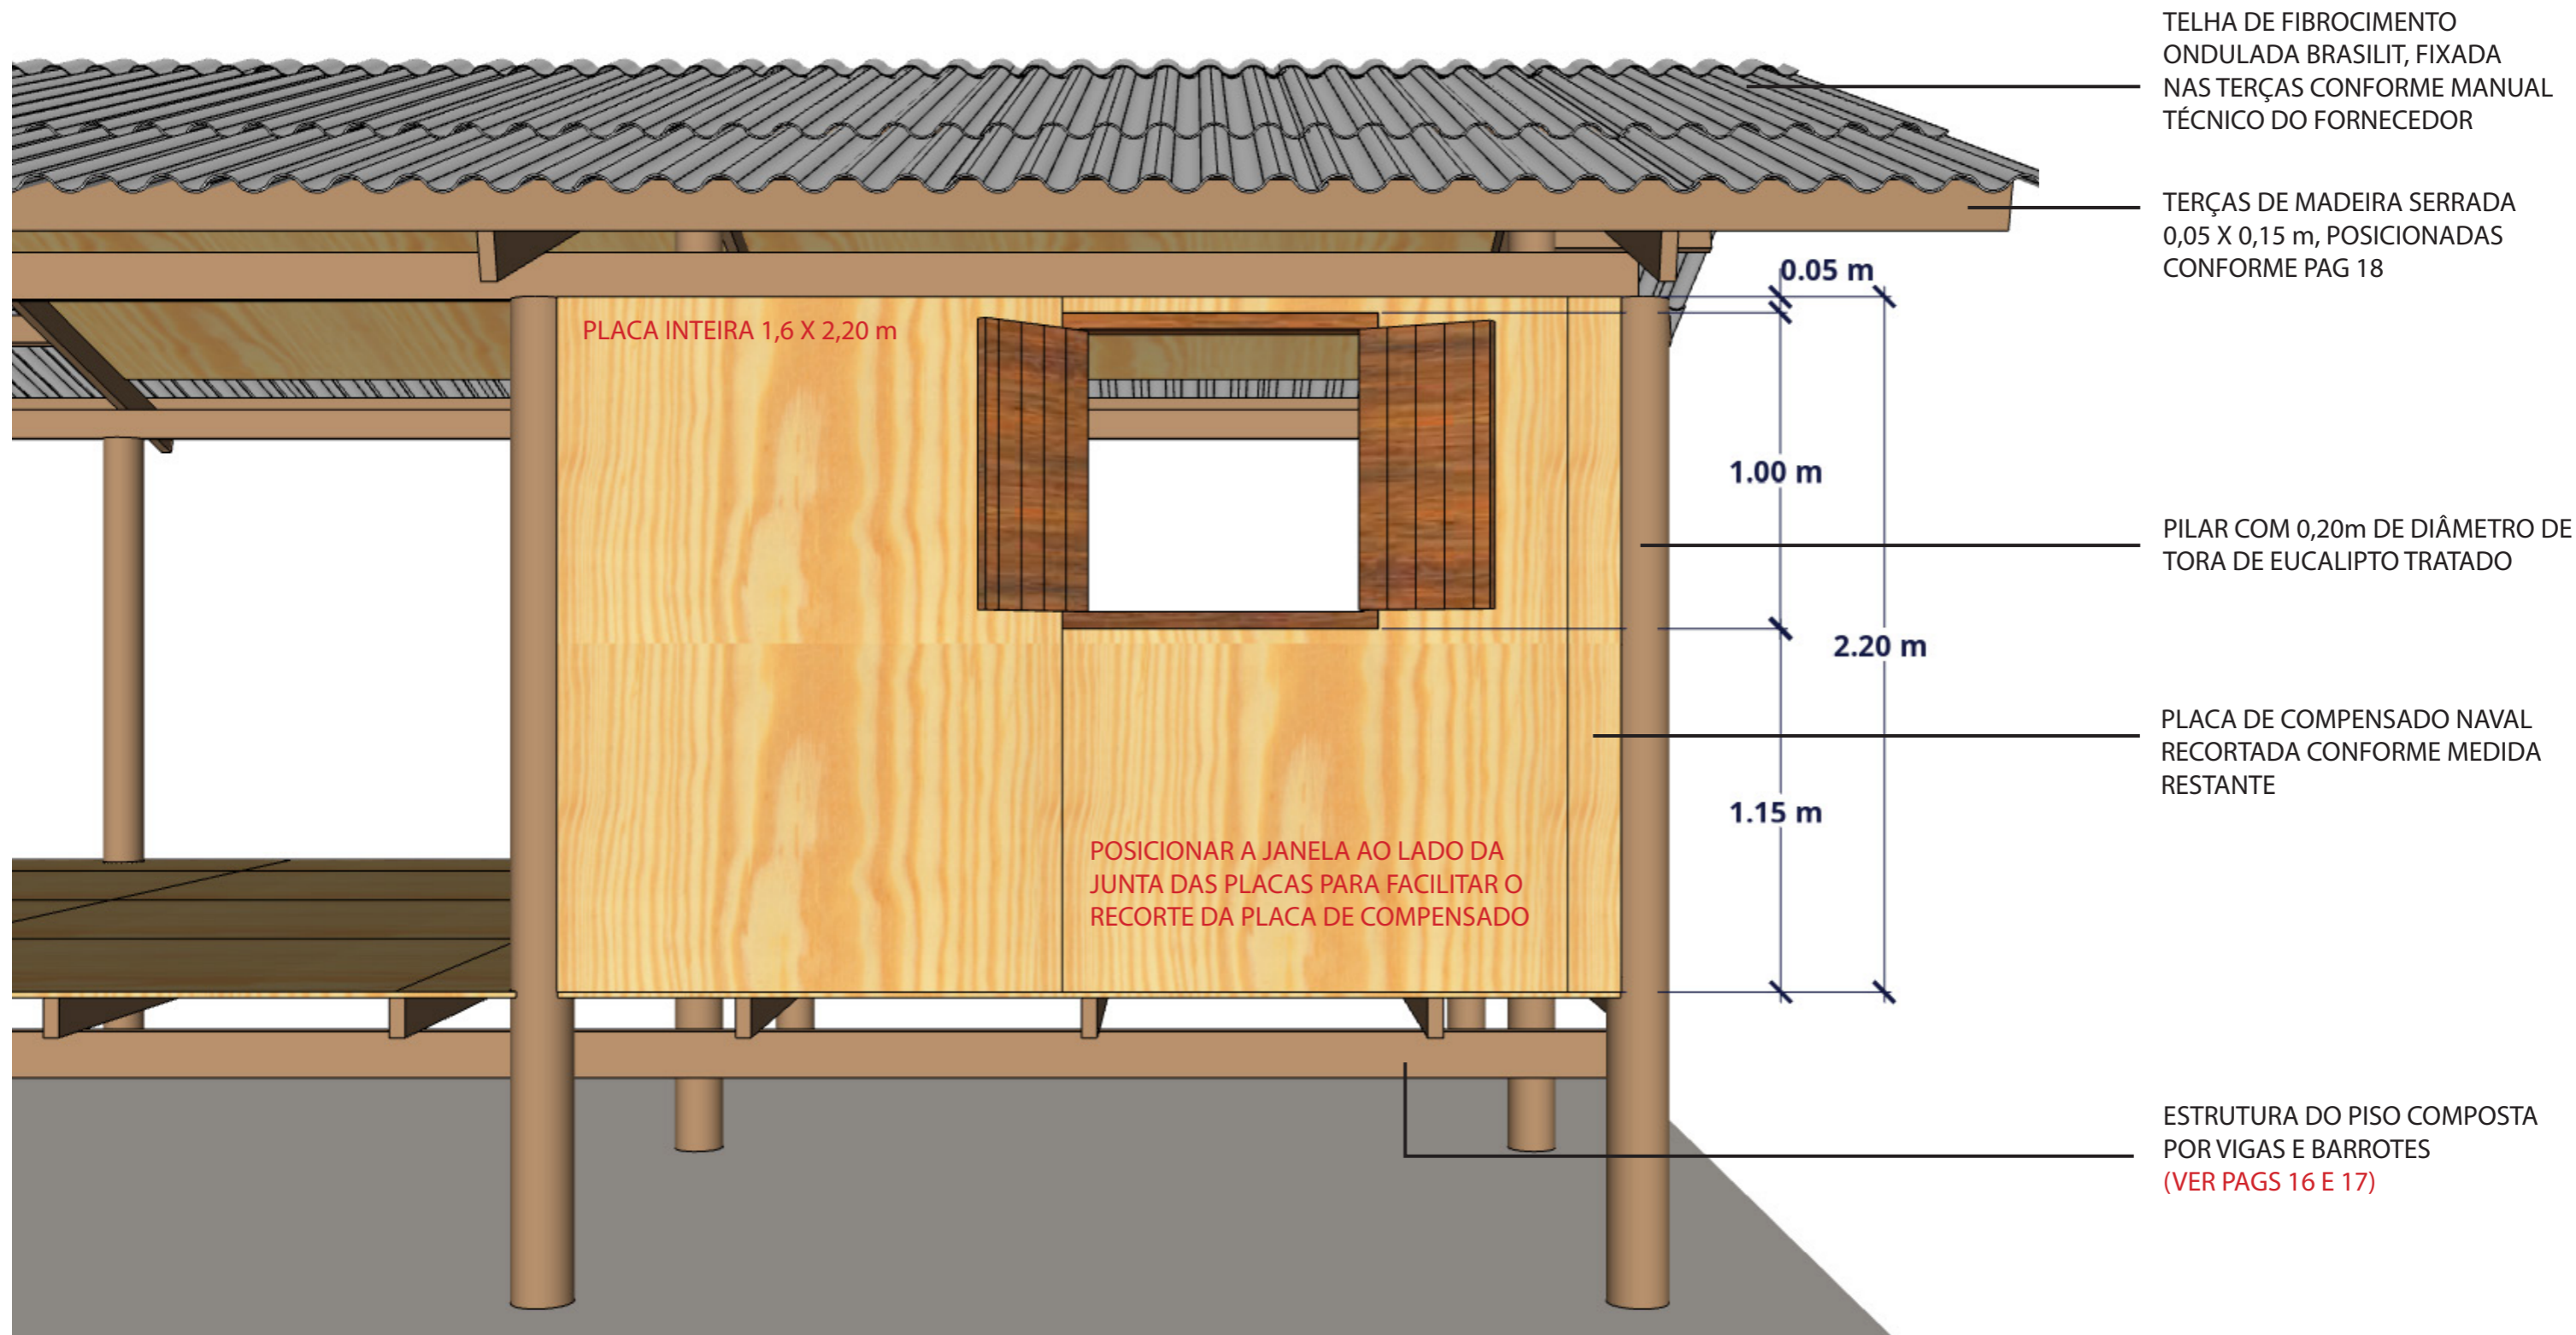 TELHA DE FIBROCIMENTO
ONDULADA BRASILIT, FIXADA
NAS TERÇAS CONFORME MANUAL
TÉCNICO DO FORNECEDOR
TERÇAS DE MADEIRA SERRADA
0,05 X 0,15 m, POSICIONADAS
CONFORME PAG 18
0.05 m
PLACA INTEIRA 1,6 X 2,20 m
1.00 m
PILAR COM 0,20m DE DIÂMETRO DE
TORA DE EUCALIPTO TRATADO
2.20 m
PLACA DE COMPENSADO NAVAL
RECORTADA CONFORME MEDIDA
RESTANTE
1.15 m
POSICIONAR A JANELA AO LADO DA
JUNTA DAS PLACAS PARA FACILITAR O
RECORTE DA PLACA DE COMPENSADO
ESTRUTURA DO PISO COMPOSTA
POR VIGAS E BARROTES
(VER PAGS 16 E 17)